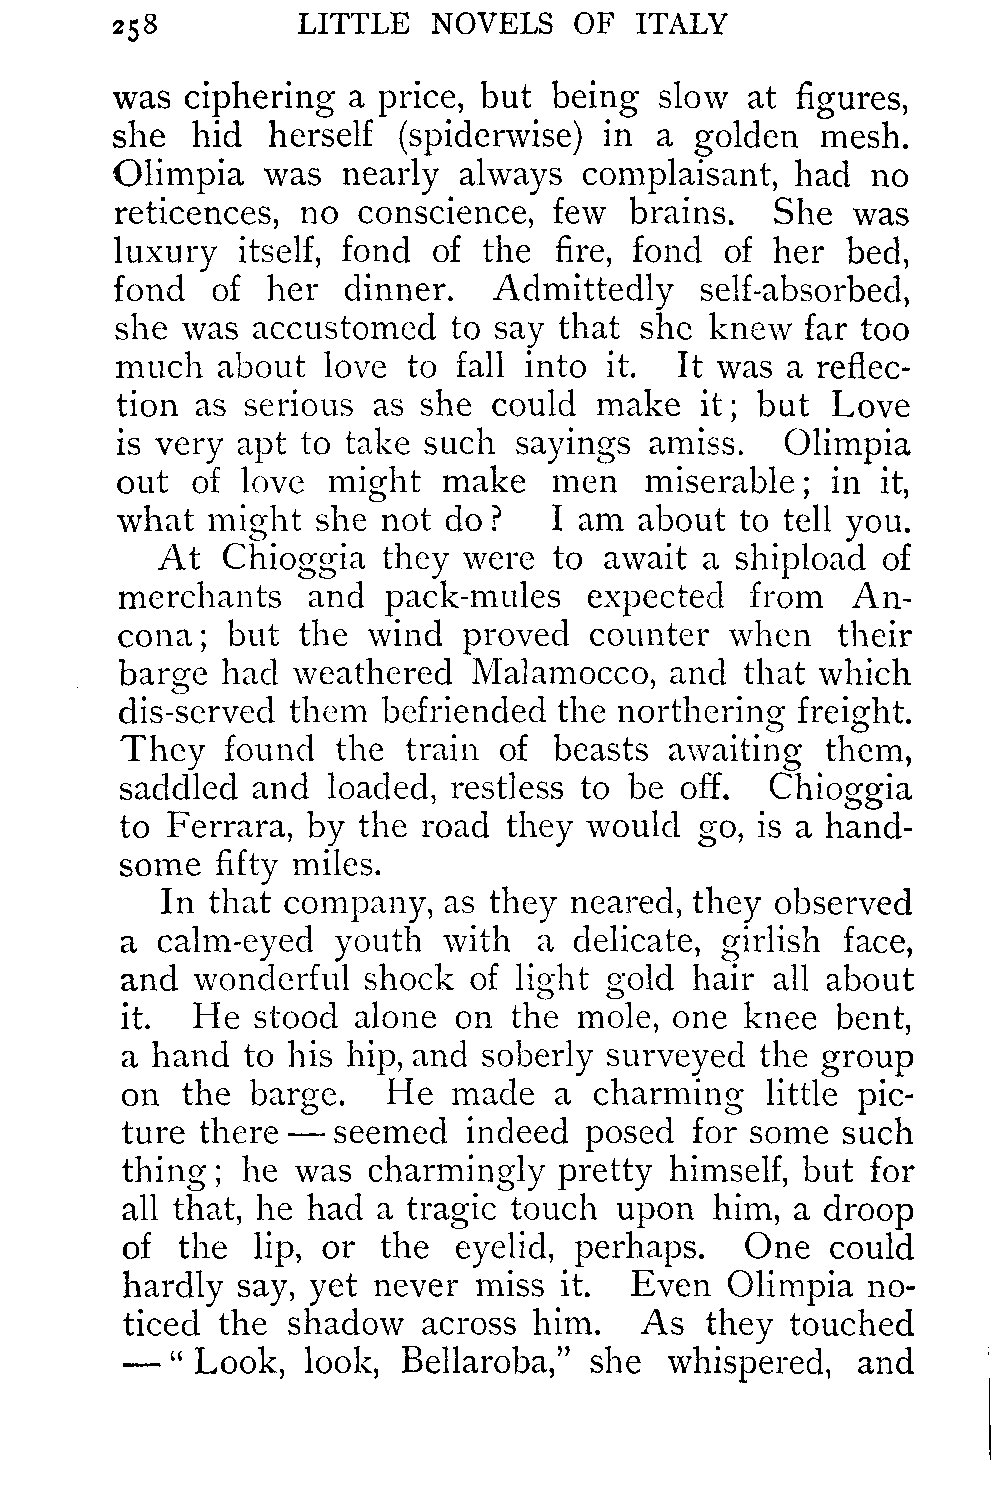 258 LITTLE NOVELS OF ITALY
was ciphering a price, but being slow at figures,
she hid herself (spiderwise) in a golden mesh.
Olimpia was nearly always complaisant, had no
reticences, no conscience, few brains. She was
luxury itself, fond of the fire, fond of her bed,
fond of her dinner. Admittedly self-absorbed,
she was accustomed to say that she knew far too
much about love to fall into it. It was a reflec-
tion as serious as she could make it; but Love
is very apt to take such sayings amiss. Olimpia
out of love might make men miserable; in it,
what might she not do? I am about to tell you.
At Chioggia they were to await a shipload of
merchants and pack-mules expected from An-
cona; but the wind proved counter when their
barge had weathered Malamocco, and that which
dis-served them befriended the northering freight.
They found the train of beasts awaiting them,
saddled and loaded, restless to be off. Chioggia
to Ferrara, by the road they would go, is a hand-
some fifty miles.
In that company, as they neared, they observed
a calm-eyed youth with a delicate, girlish face,
and wonderful shock of light gold hair all about
it. He stood alone on the mole, one knee bent,
a hand to his hip, and soberly surveyed the group
on the barge. He made a charming little pic-
ture there — seemed indeed posed for some such
thing; he was charmingly pretty himself, but for
all that, he had a tragic touch upon him, a droop
of the lip, or the eyelid, perhaps. One could
hardly say, yet never miss it. Even Olimpia no-
ticed the shadow across him. As they touched
— "Look, look, Bellaroba," she whispered, and